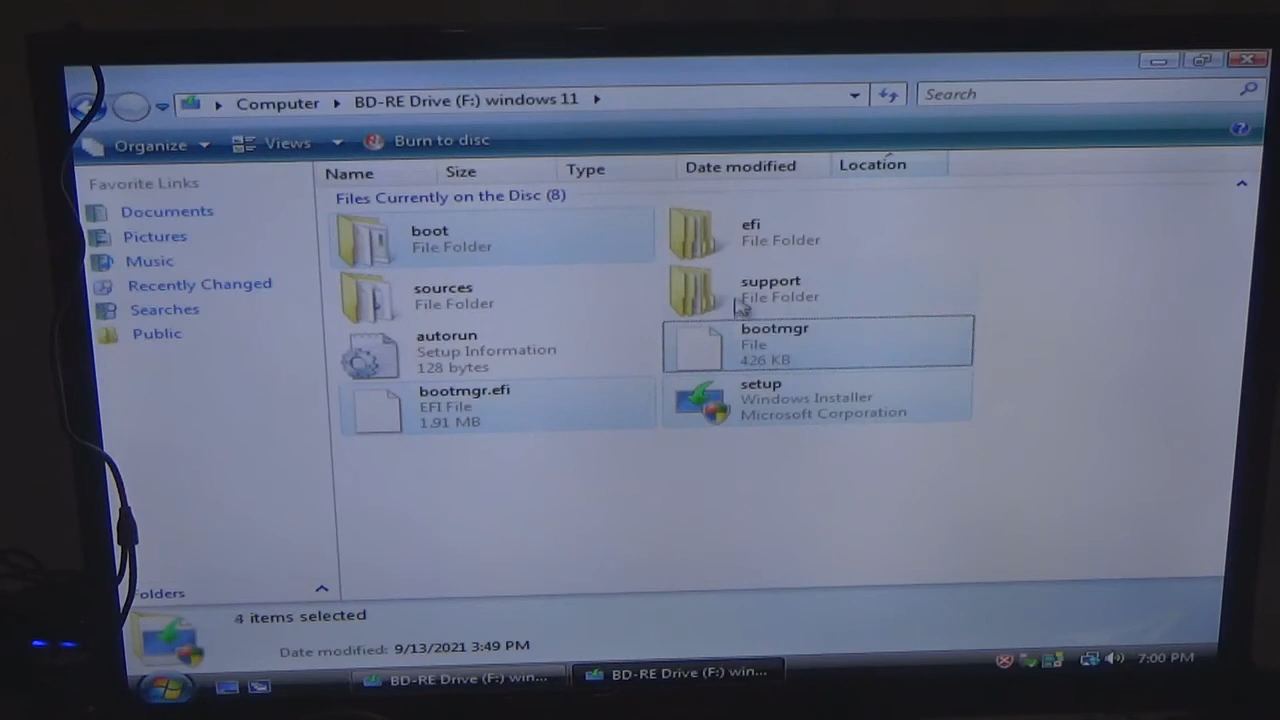 Computer BD-RE Drive (F:) windows 11
Search
Organize Views Burn to disc
Favorite Links
Documents
Pictures
Music
Recently Changed
Searches
Public
Folders
Name Size Type Date modified Location
Files Currently on the Disc (8)
boot
File Folder
efi
File Folder
sources
File Folder
support
File Folder
autorun
Setup Information
128 bytes
bootmgr
File
426 KB
bootmgr.efi
EFI File
1.91 MB
setup
Windows Installer
Microsoft Corporation
4 items selected
Date modified: 9/13/2021 3:49 PM
BD-RE Drive (F:) win...
BD-RE Drive (F:) win...
7:00 PM